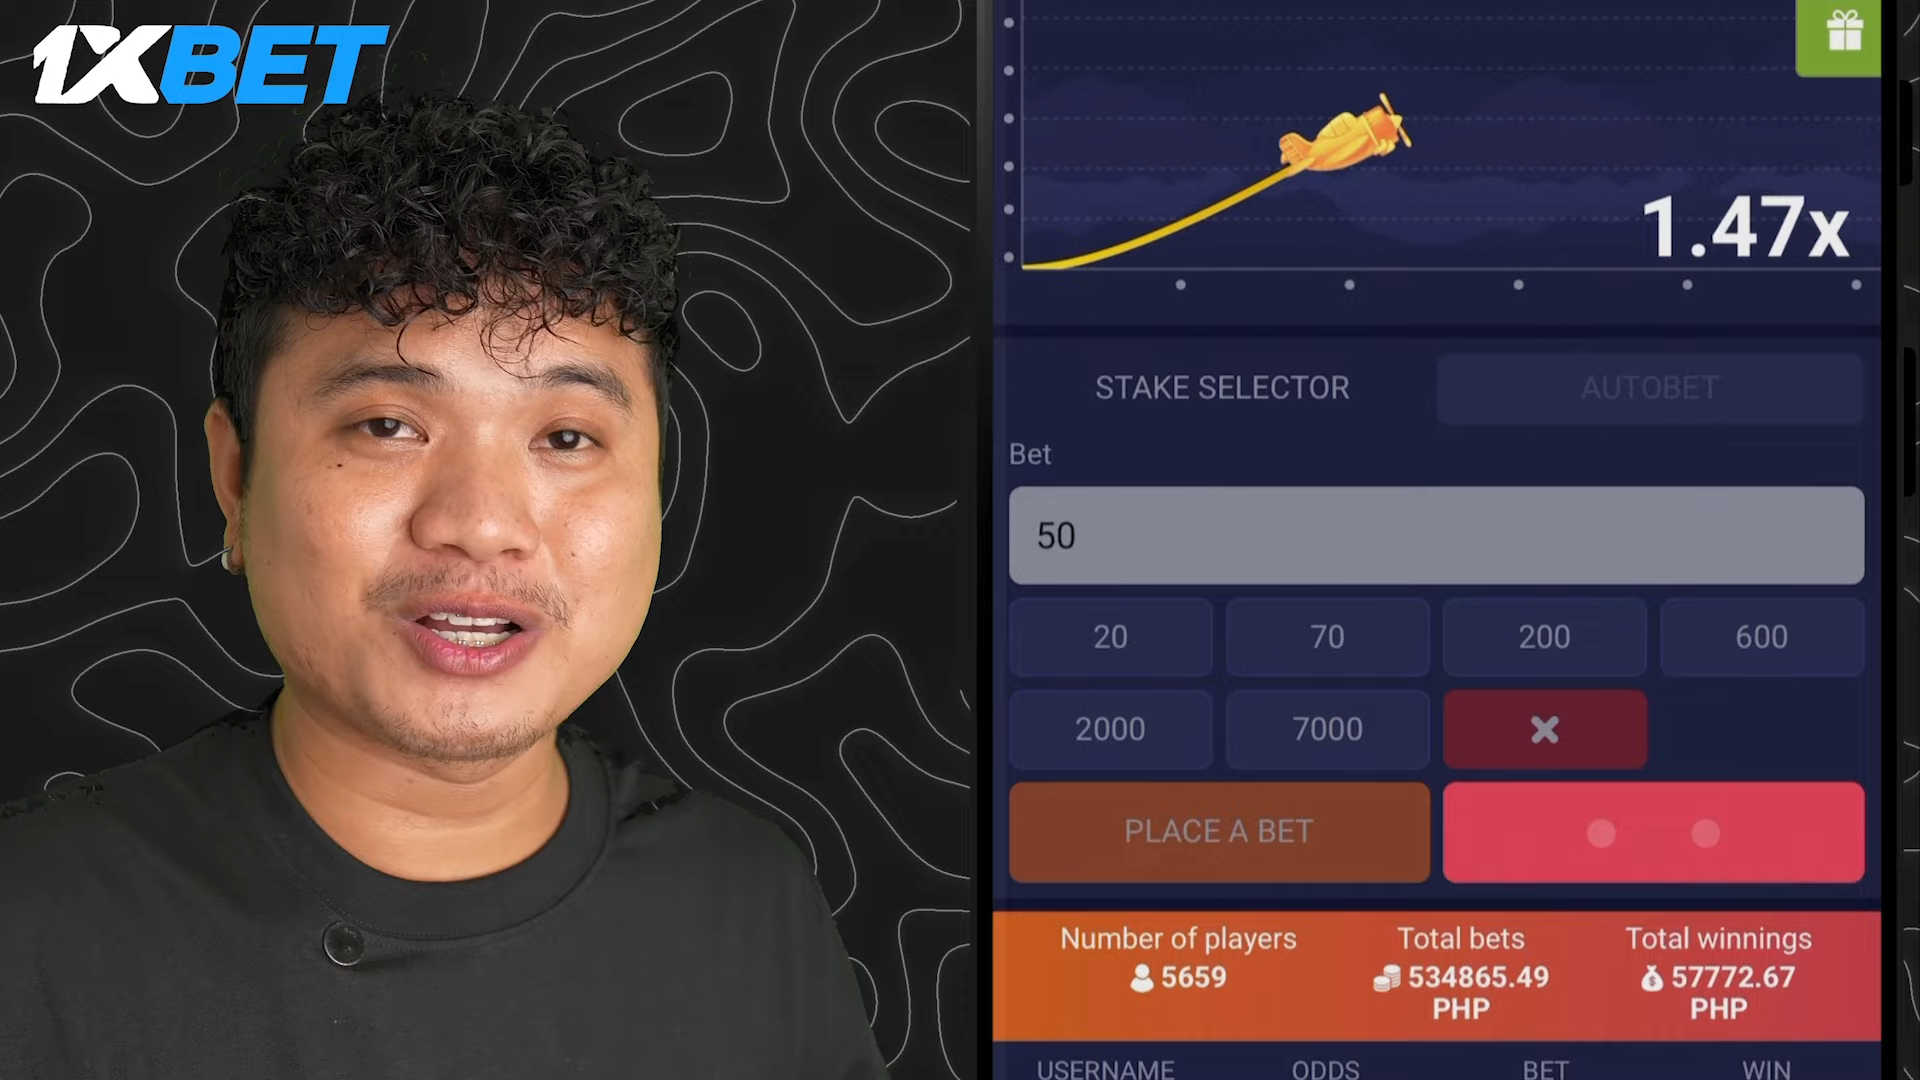 1XBET
1.47x
STAKE SELECTOR
AUTOBET
Bet
50
20 70 200 600
2000 7000
PLACE A BET
Number of players Total bets Total winnings
5659 534865.49 57772.67
PHP PHP
USERNAME ODDS BET WIN